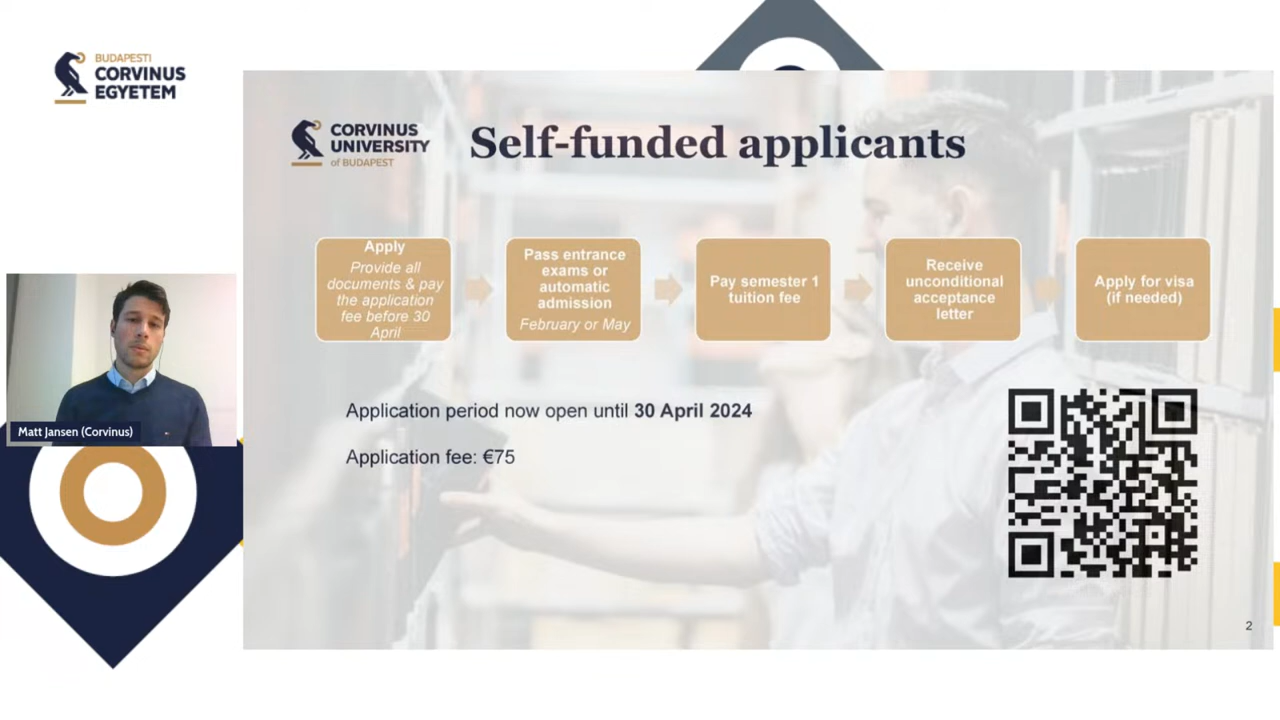 BUDAPESTI
CORVINUS
EGYETEM
CORVINUS
UNIVERSITY
of BUDAPEST
Self-funded applicants
Apply
Provide all
documents & pay
the application
fee before 30
April
Pass entrance
exams or
automatic
admission
February or May
Pay semester 1
tuition fee
Receive
unconditional
acceptance
letter
Apply for visa
(if needed)
Matt Jansen (Corvinus)
Application period now open until 30 April 2024
Application fee: €75
2